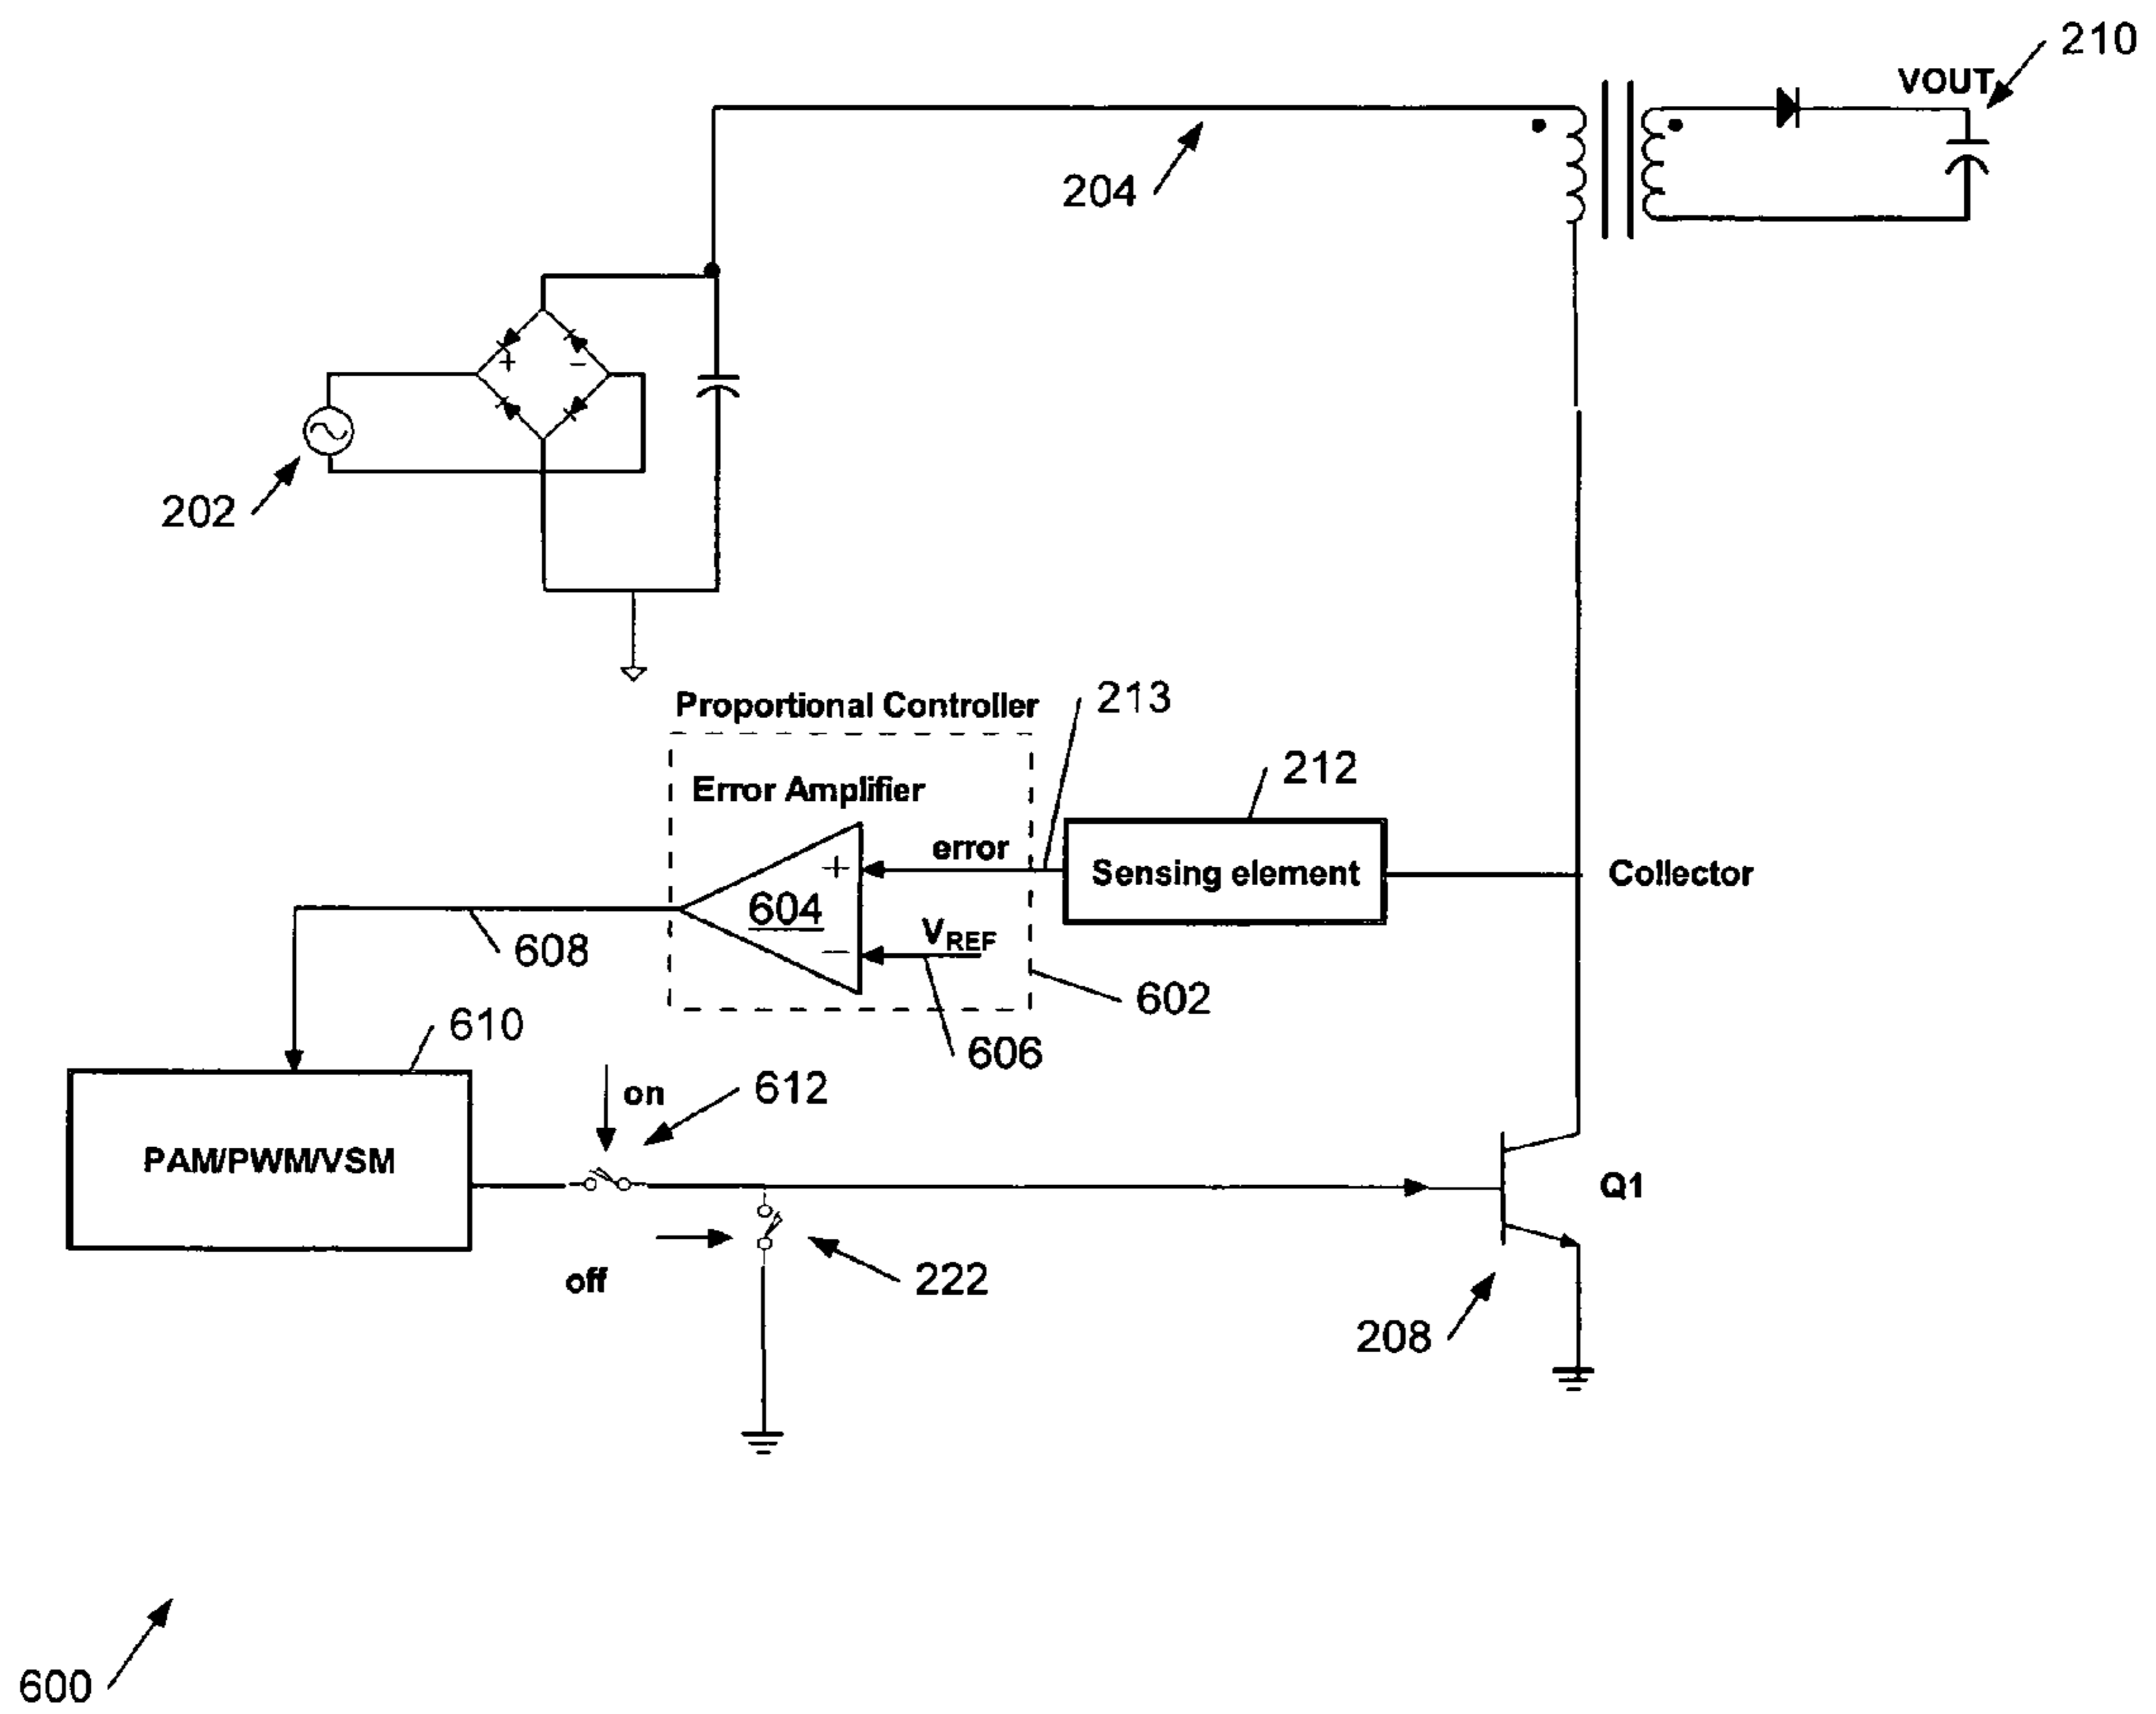 210
VOUT
204
202
Proportional Controller
213
Error Amplifier
212
error
+
Sensing element
Collector
604
VREF
−
608
602
610
606
on
612
PAM/PWM/VSM
Q1
off
222
208
600
+
−